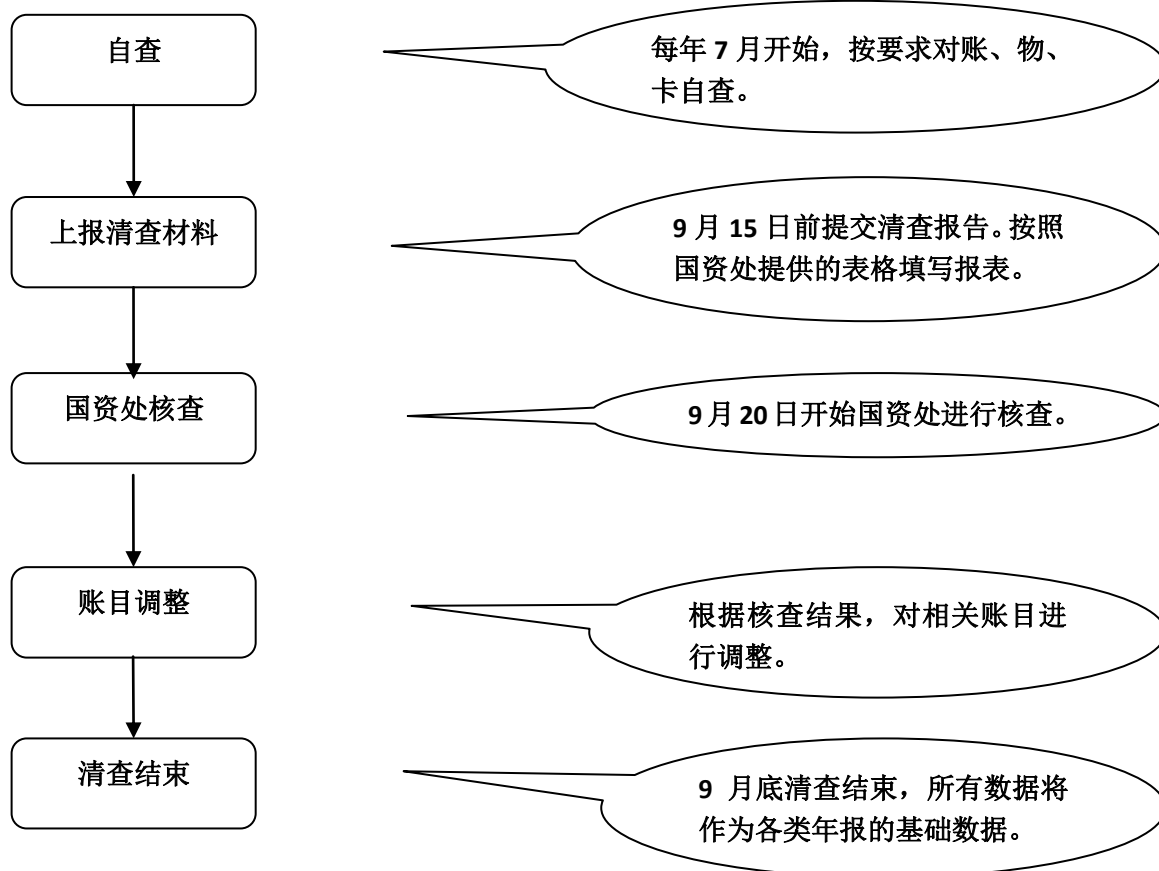 自查
每年 7 月开始，按要求对账、物、
卡自查。
上报清查材料
9 月 15 日前提交清查报告。按照
国资处提供的表格填写报表。
国资处核查
9 月 20 日开始国资处进行核查。
账目调整
根据核查结果，对相关账目进
行调整。
清查结束
9 月底清查结束，所有数据将
作为各类年报的基础数据。